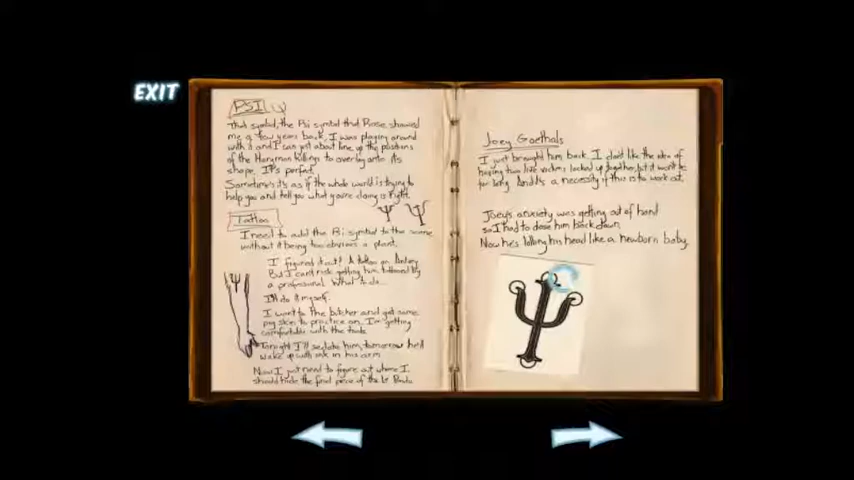 EXIT
PSI Ψ
That symbol, the Psi symbol that Rose showed
me a few years back, I was playing around
with it and I can just about line up the positions
of the Hangman killings to overlay onto its
shape. It's perfect.
Sometimes it's as if the whole world is trying to
help you and tell you what you're doing is right.
Tattoo
I need to add the Psi symbol to the scene
without it being too obvious a plant.
I figured it out! A tattoo on Antony
But I can't risk getting him tattooed by
a professional. What to do...
I'll do it myself.
I went to the butcher and got some
pig skin to practice on. I'm getting
comfortable with the tools
Tonight I'll sedate him, tomorrow he'll
wake up with ink in his arm
Now I just need to figure out where I
should hide the final piece of the
Joey Goethals
I just brought him back. I don't like the idea of
having two live victims locked up together, but it won't be
for long. And it's a necessity if this is to work out.
Joey's anxiety was getting out of hand
so I had to dose him back down.
Now he's lolling his head like a newborn baby.